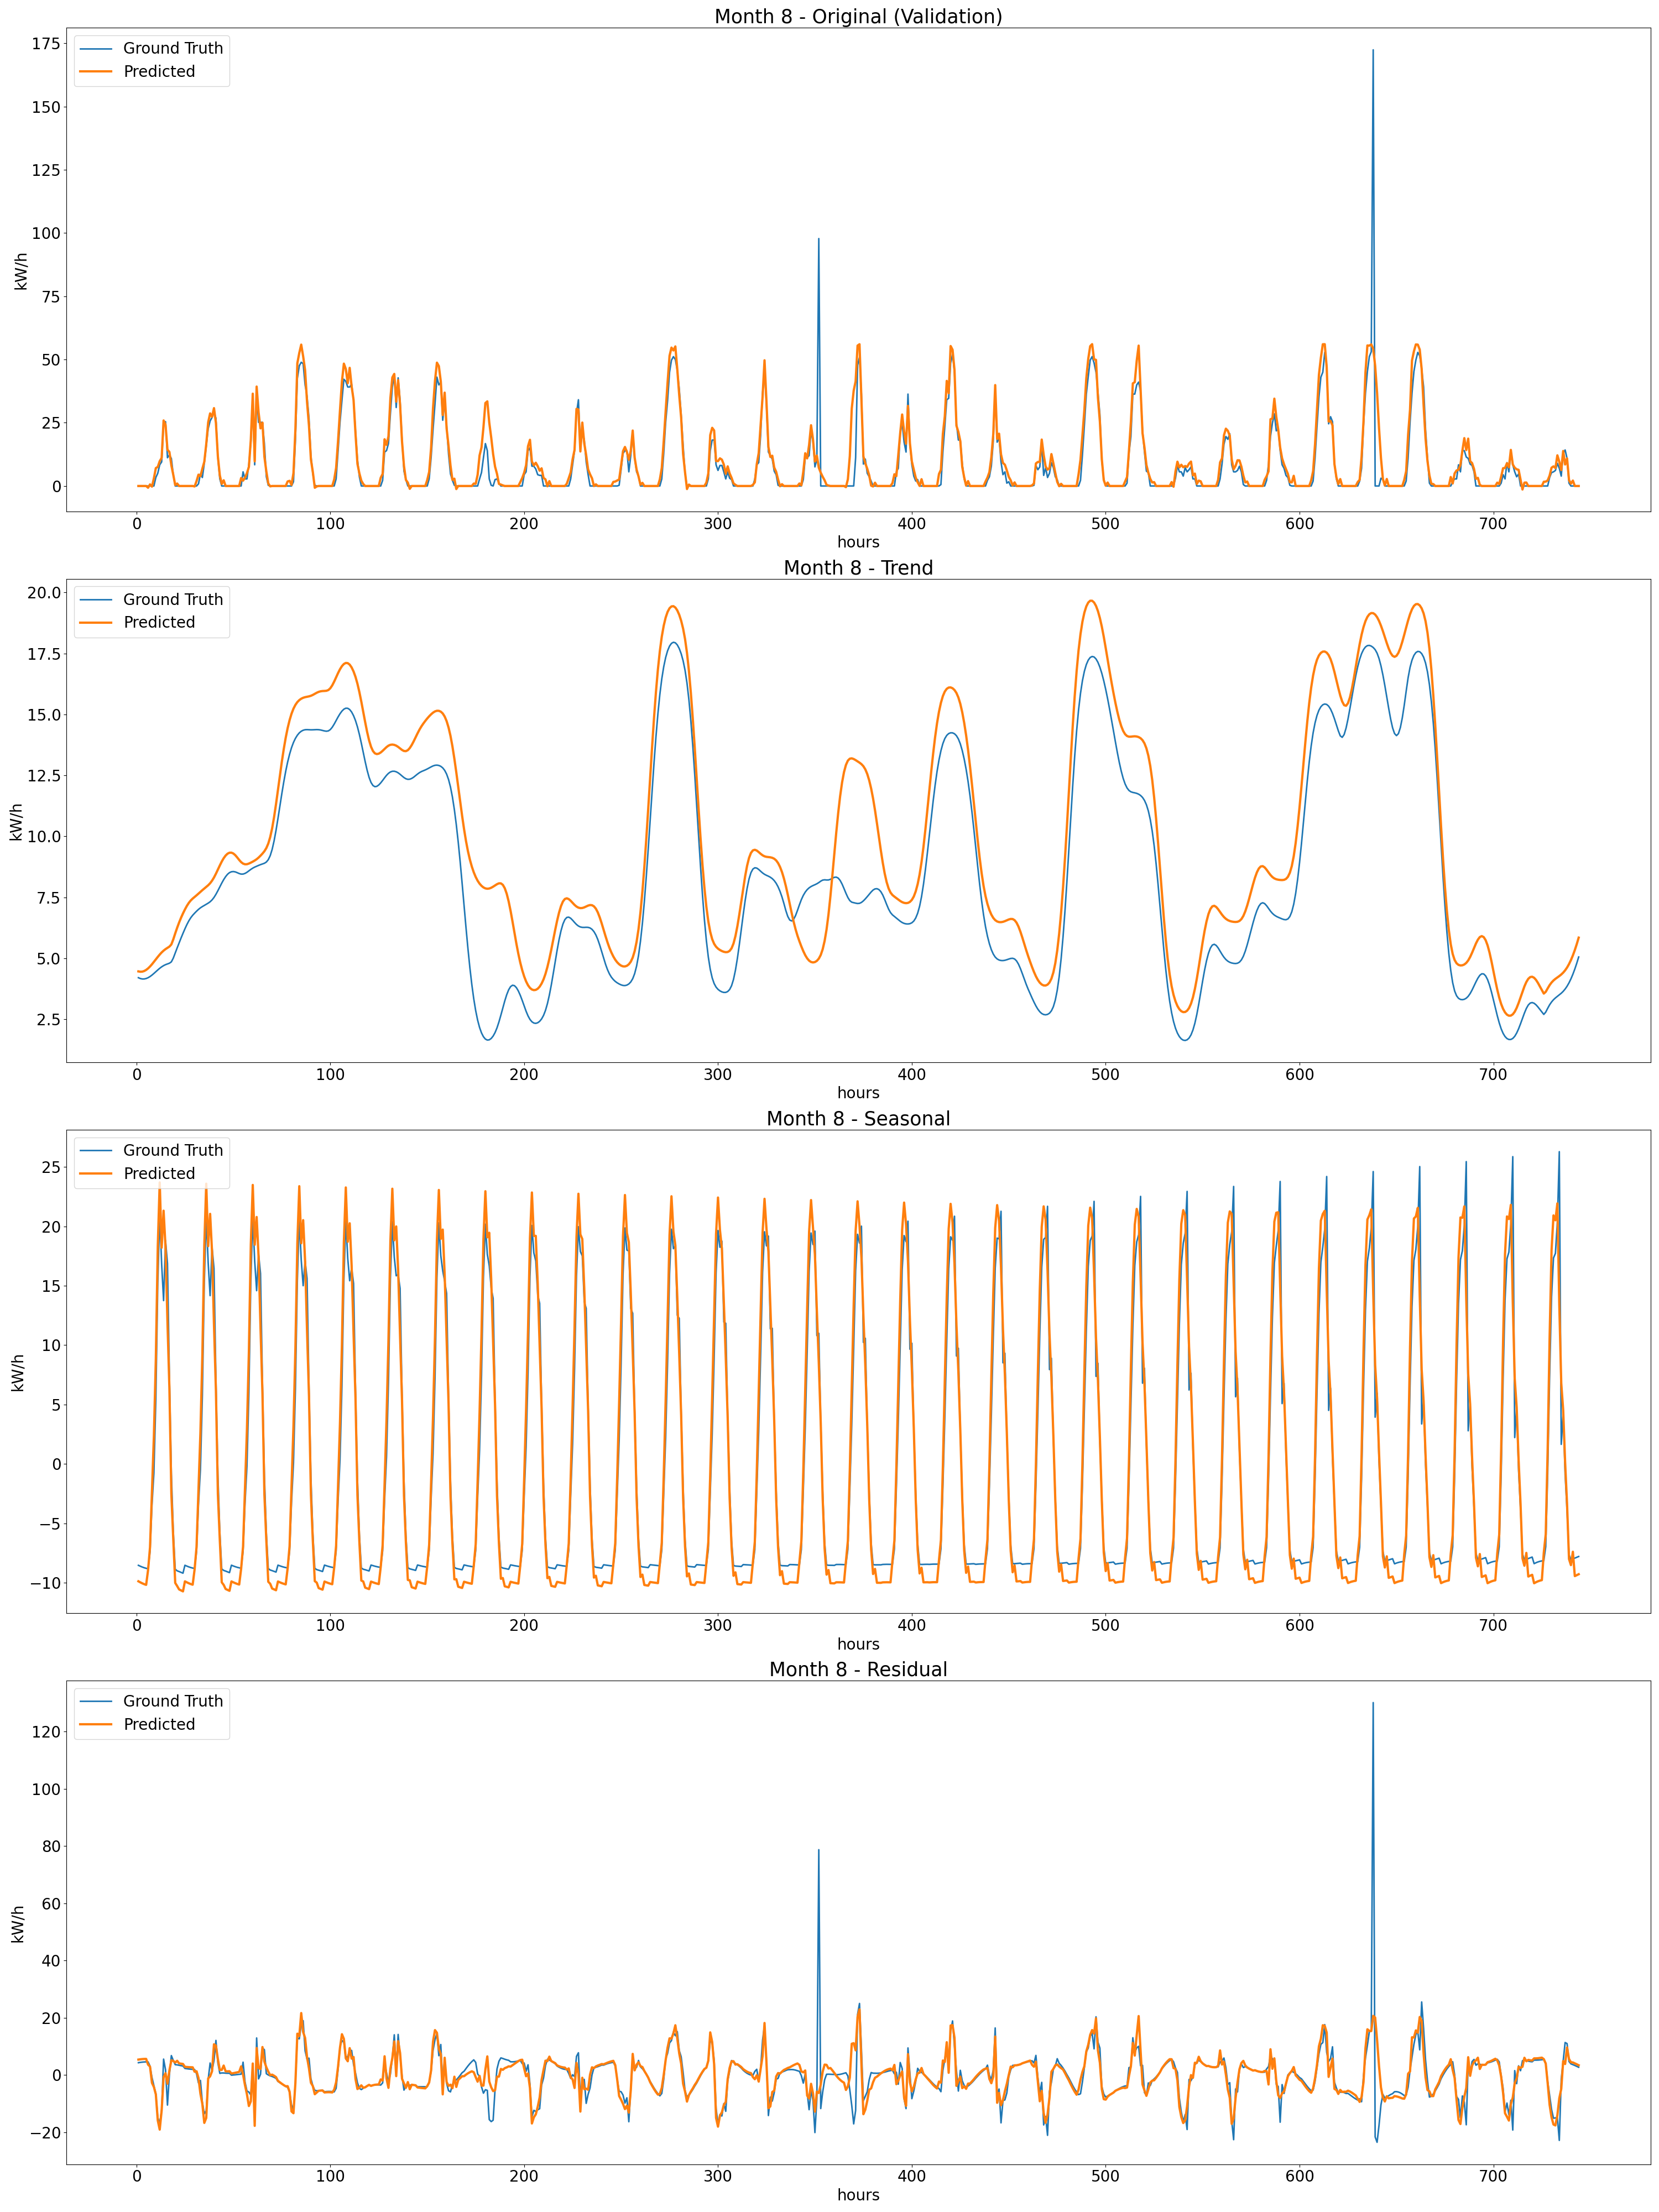 Month 8 - Original (Validation)
Ground Truth
Predicted
175
150
125
100
75
50
25
0
kW/h
0 100 200 300 400 500 600 700
hours
Month 8 - Trend
Ground Truth
Predicted
20.0
17.5
15.0
12.5
10.0
7.5
5.0
2.5
kW/h
0 100 200 300 400 500 600 700
hours
Month 8 - Seasonal
Ground Truth
Predicted
25
20
15
10
5
0
−5
−10
kW/h
0 100 200 300 400 500 600 700
hours
Month 8 - Residual
Ground Truth
Predicted
120
100
80
60
40
20
0
−20
kW/h
0 100 200 300 400 500 600 700
hours